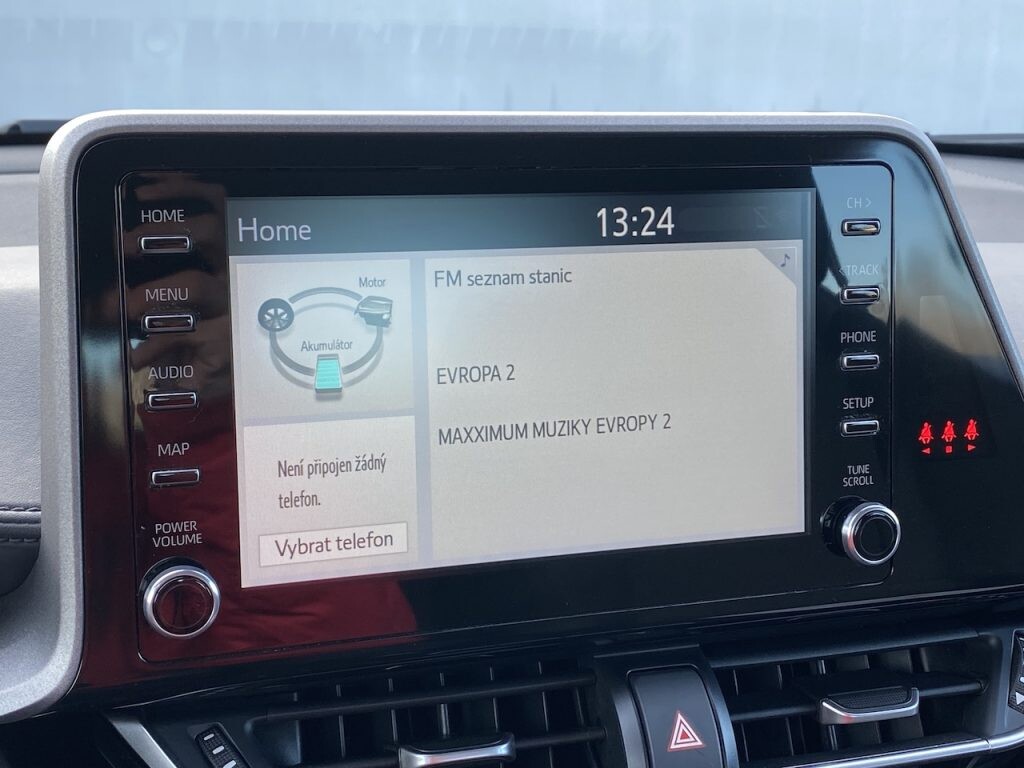 HOME
MENU
AUDIO
MAP
POWER
VOLUME
Home
13:24
Motor
Akumulátor
Není připojen žádný
telefon.
Vybrat telefon
FM seznam stanic
EVROPA 2
MAXXIMUM MUZIKY EVROPY 2
CH >
< TRACK
PHONE
SETUP
TUNE
SCROLL